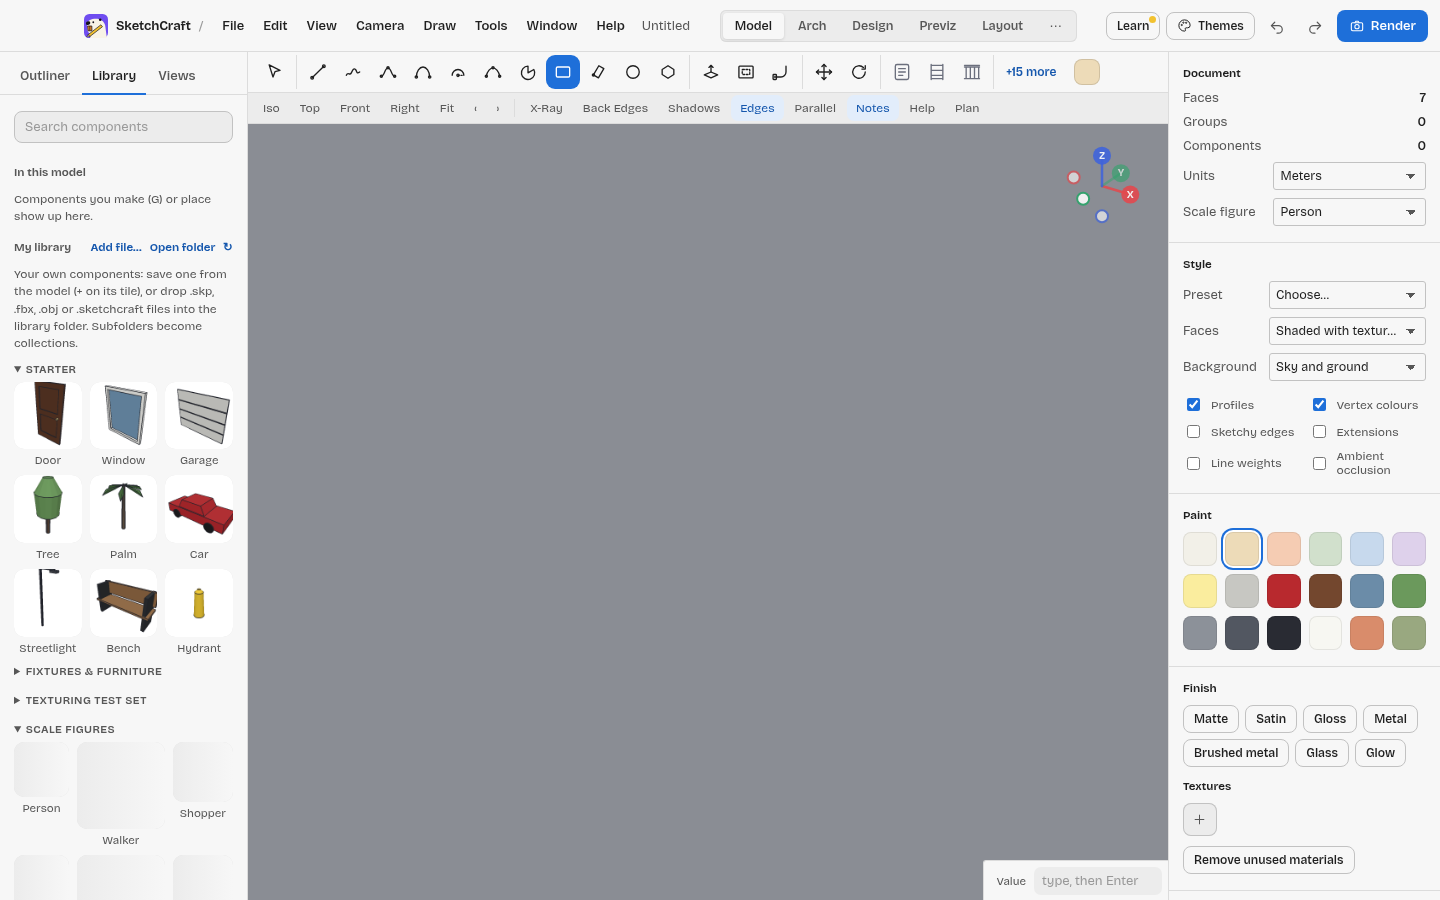 SketchCraft / File Edit View Camera Draw Tools Window Help Untitled Model Arch Design Previz Layout ··· Learn Themes Render
Outliner Library Views
+15 more
Iso Top Front Right Fit ‹ › X-Ray Back Edges Shadows Edges Parallel Notes Help Plan
Search components
In this model
Components you make (G) or place
show up here.
My library Add file... Open folder ↻
Your own components: save one from
the model (+ on its tile), or drop .skp,
.fbx, .obj or .sketchcraft files into the
library folder. Subfolders become
collections.
▼ STARTER
Door Window Garage
Tree Palm Car
Streetlight Bench Hydrant
▶ FIXTURES & FURNITURE
▶ TEXTURING TEST SET
▼ SCALE FIGURES
Person
Walker
Shopper
Z
Y
X
Value type, then Enter
Document
Faces 7
Groups 0
Components 0
Units Meters
Scale figure Person
Style
Preset Choose...
Faces Shaded with textur...
Background Sky and ground
Profiles Vertex colours
Sketchy edges Extensions
Line weights Ambient
occlusion
Paint
Finish
Matte Satin Gloss Metal
Brushed metal Glass Glow
Textures
+
Remove unused materials